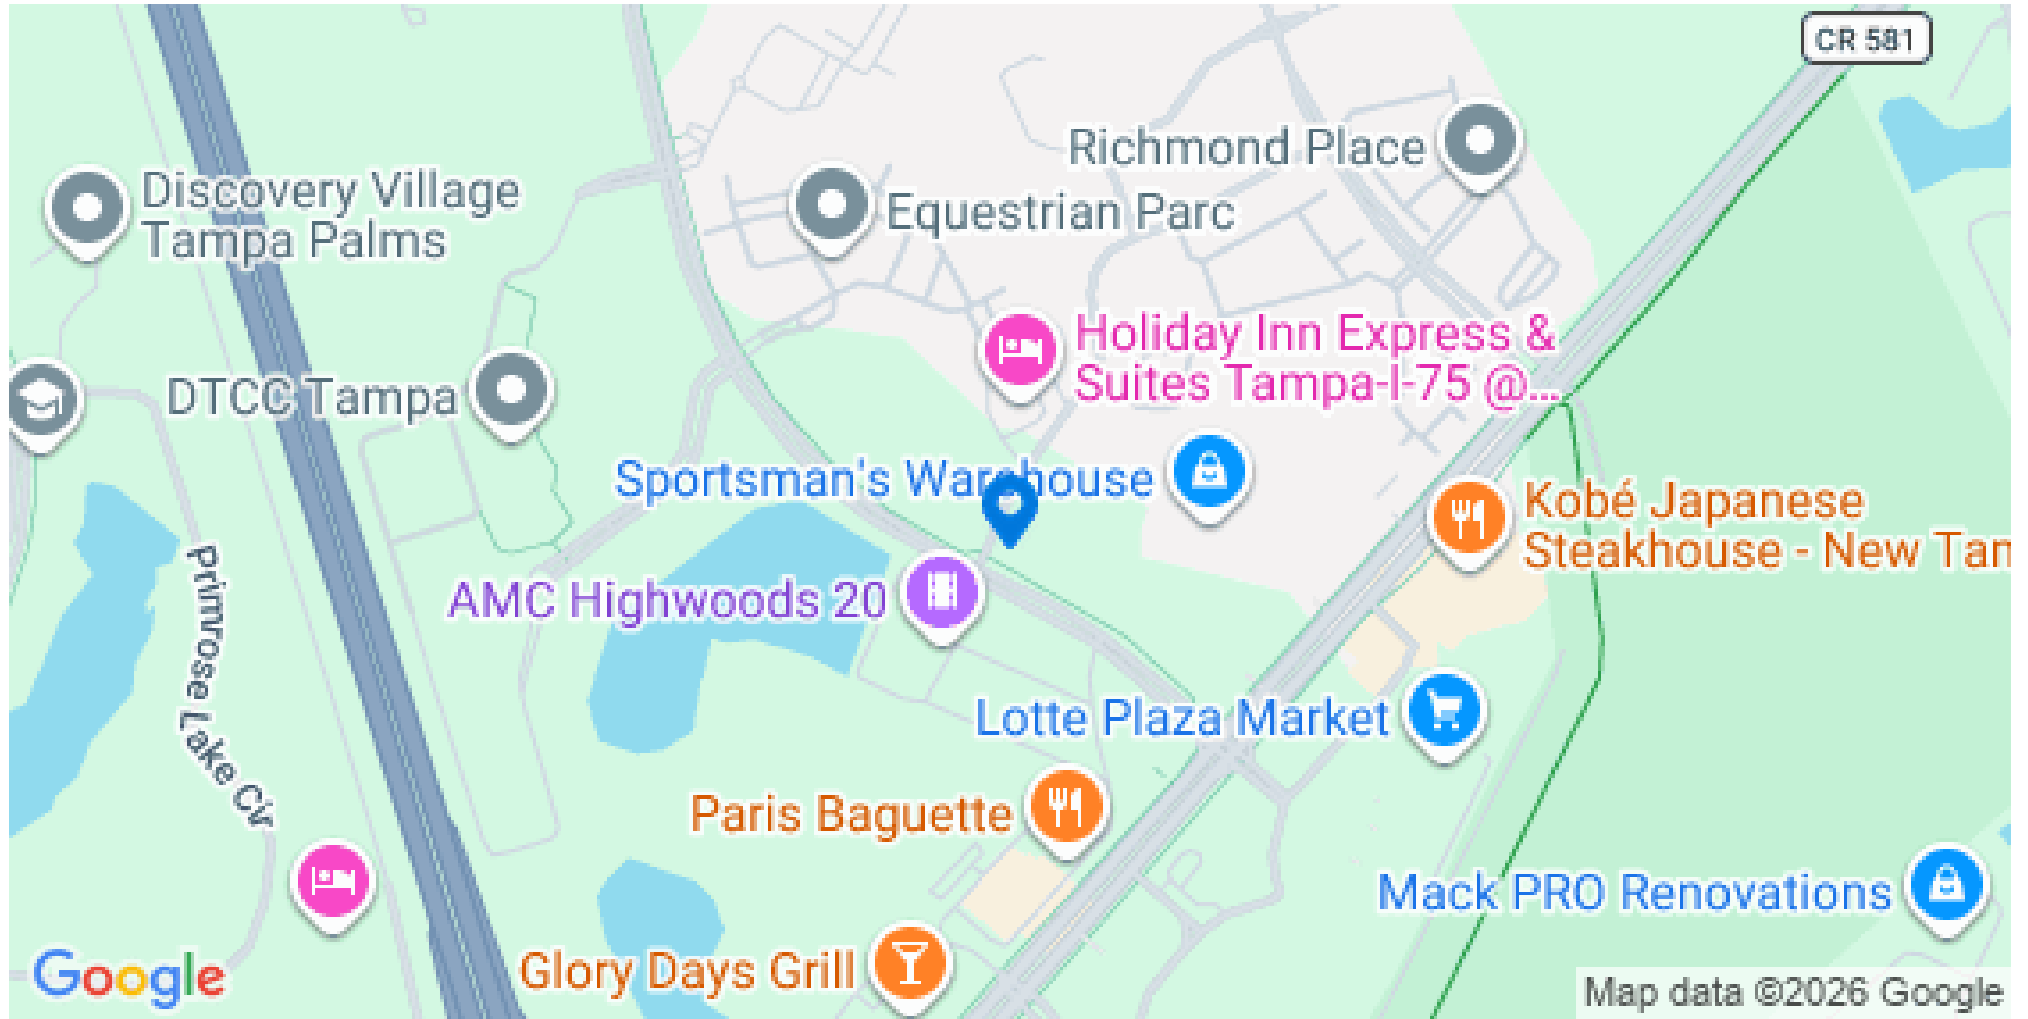 CR 581
Richmond Place
Discovery Village
Tampa Palms
Equestrian Parc
Holiday Inn Express &
Suites Tampa-I-75 @...
DTCC Tampa
Sportsman's Warehouse
Kobé Japanese
Steakhouse - New Tam
AMC Highwoods 20
Primrose Lake Cir
Lotte Plaza Market
Paris Baguette
Mack PRO Renovations
Glory Days Grill
Google
Map data ©2026 Google